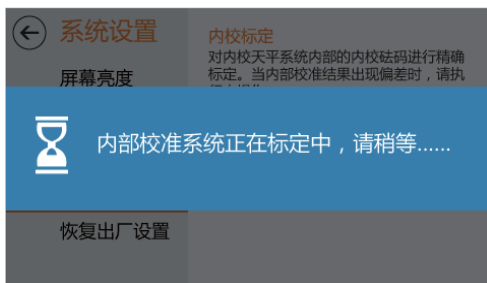 系统设置
内校标定
对内校天平系统内部的内校砝码进行精确
标定。当内部校准结果出现偏差时，请执
屏幕亮度
内部校准系统正在标定中，请稍等......
恢复出厂设置